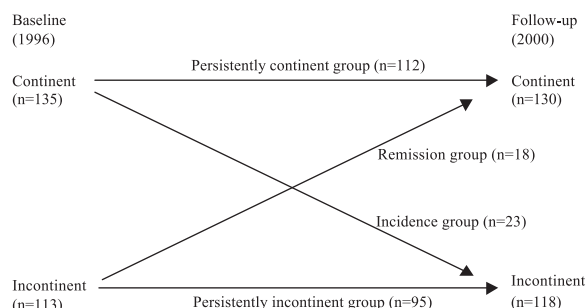 Baseline
(1996)
Follow-up
(2000)
Persistently continent group (n=112)
Continent
(n=135)
Continent
(n=130)
Remission group (n=18)
Incidence group (n=23)
Incontinent
(n=113)
Incontinent
(n=118)
Persistently incontinent group (n=95)